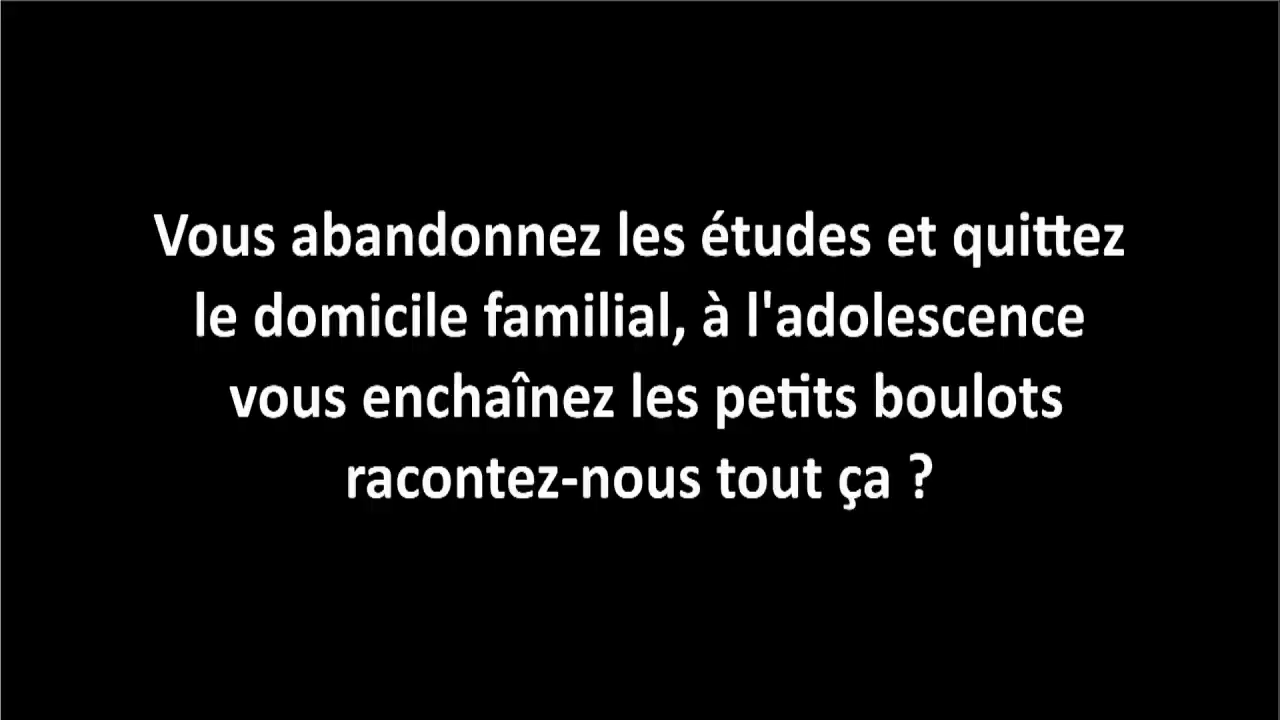 Vous abandonnez les études et quittez
le domicile familial, à l'adolescence
vous enchaînez les petits boulots
racontez-nous tout ça ?